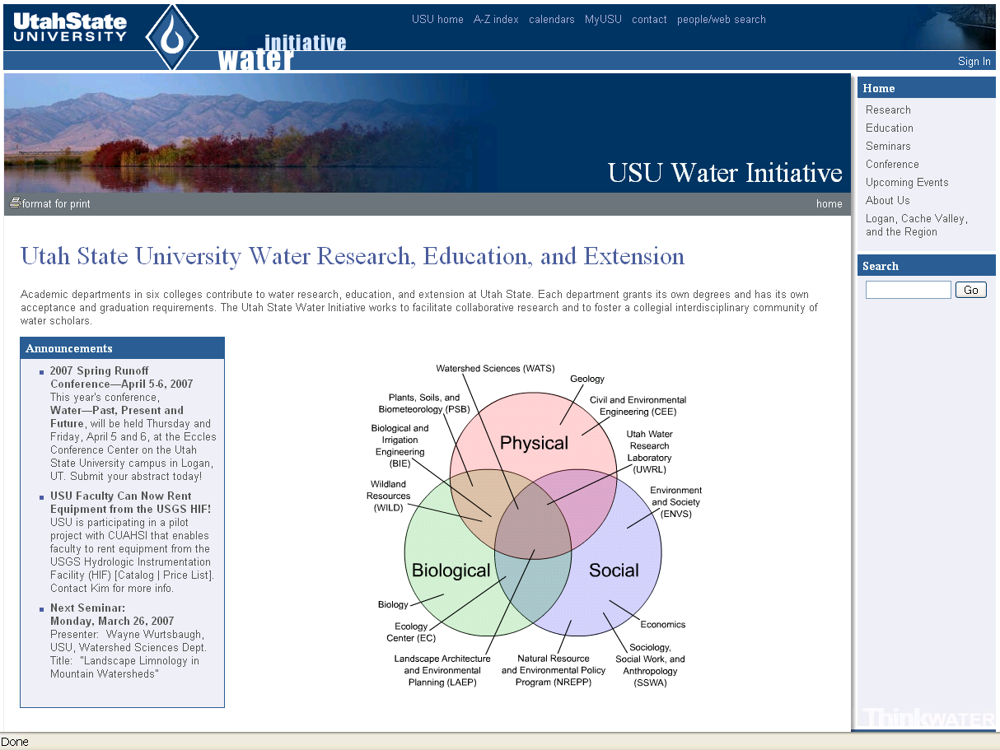 UtahState
UNIVERSITY
initiative
water
USU home A-Z index calendars MyUSU contact people/web search
Sign In
USU Water Initiative
format for print
home
Home
Research
Education
Seminars
Conference
Upcoming Events
About Us
Logan, Cache Valley,
and the Region
Search
Go
Utah State University Water Research, Education, and Extension
Academic departments in six colleges contribute to water research, education, and extension at Utah State. Each department grants its own degrees and has its own
acceptance and graduation requirements. The Utah State Water Initiative works to facilitate collaborative research and to foster a collegial interdisciplinary community of
water scholars.
Announcements
2007 Spring Runoff
Conference—April 5-6, 2007
This year's conference,
Water—Past, Present and
Future, will be held Thursday and
Friday, April 5 and 6, at the Eccles
Conference Center on the Utah
State University campus in Logan,
UT. Submit your abstract today!
USU Faculty Can Now Rent
Equipment from the USGS HIF!
USU is participating in a pilot
project with CUAHSI that enables
faculty to rent equipment from the
USGS Hydrologic Instrumentation
Facility (HIF) [Catalog | Price List].
Contact Kim for more info.
Next Seminar:
Monday, March 26, 2007
Presenter: Wayne Wurtsbaugh,
USU, Watershed Sciences Dept.
Title: "Landscape Limnology in
Mountain Watersheds"
Watershed Sciences (WATS)
Geology
Plants, Soils, and
Biometeorology (PSB)
Civil and Environmental
Engineering (CEE)
Biological and
Irrigation
Engineering
(BIE)
Physical
Utah Water
Research
Laboratory
(UWRL)
Wildland
Resources
(WILD)
Environment
and Society
(ENVS)
Biological
Social
Biology
Ecology
Center (EC)
Economics
Landscape Architecture
and Environmental
Planning (LAEP)
Natural Resource
and Environmental Policy
Program (NREPP)
Sociology,
Social Work, and
Anthropology
(SSWA)
ThinkWATER
Done